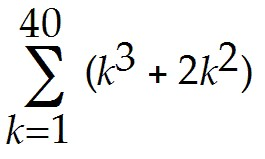 40
∑ (k³ + 2k²)
k=1